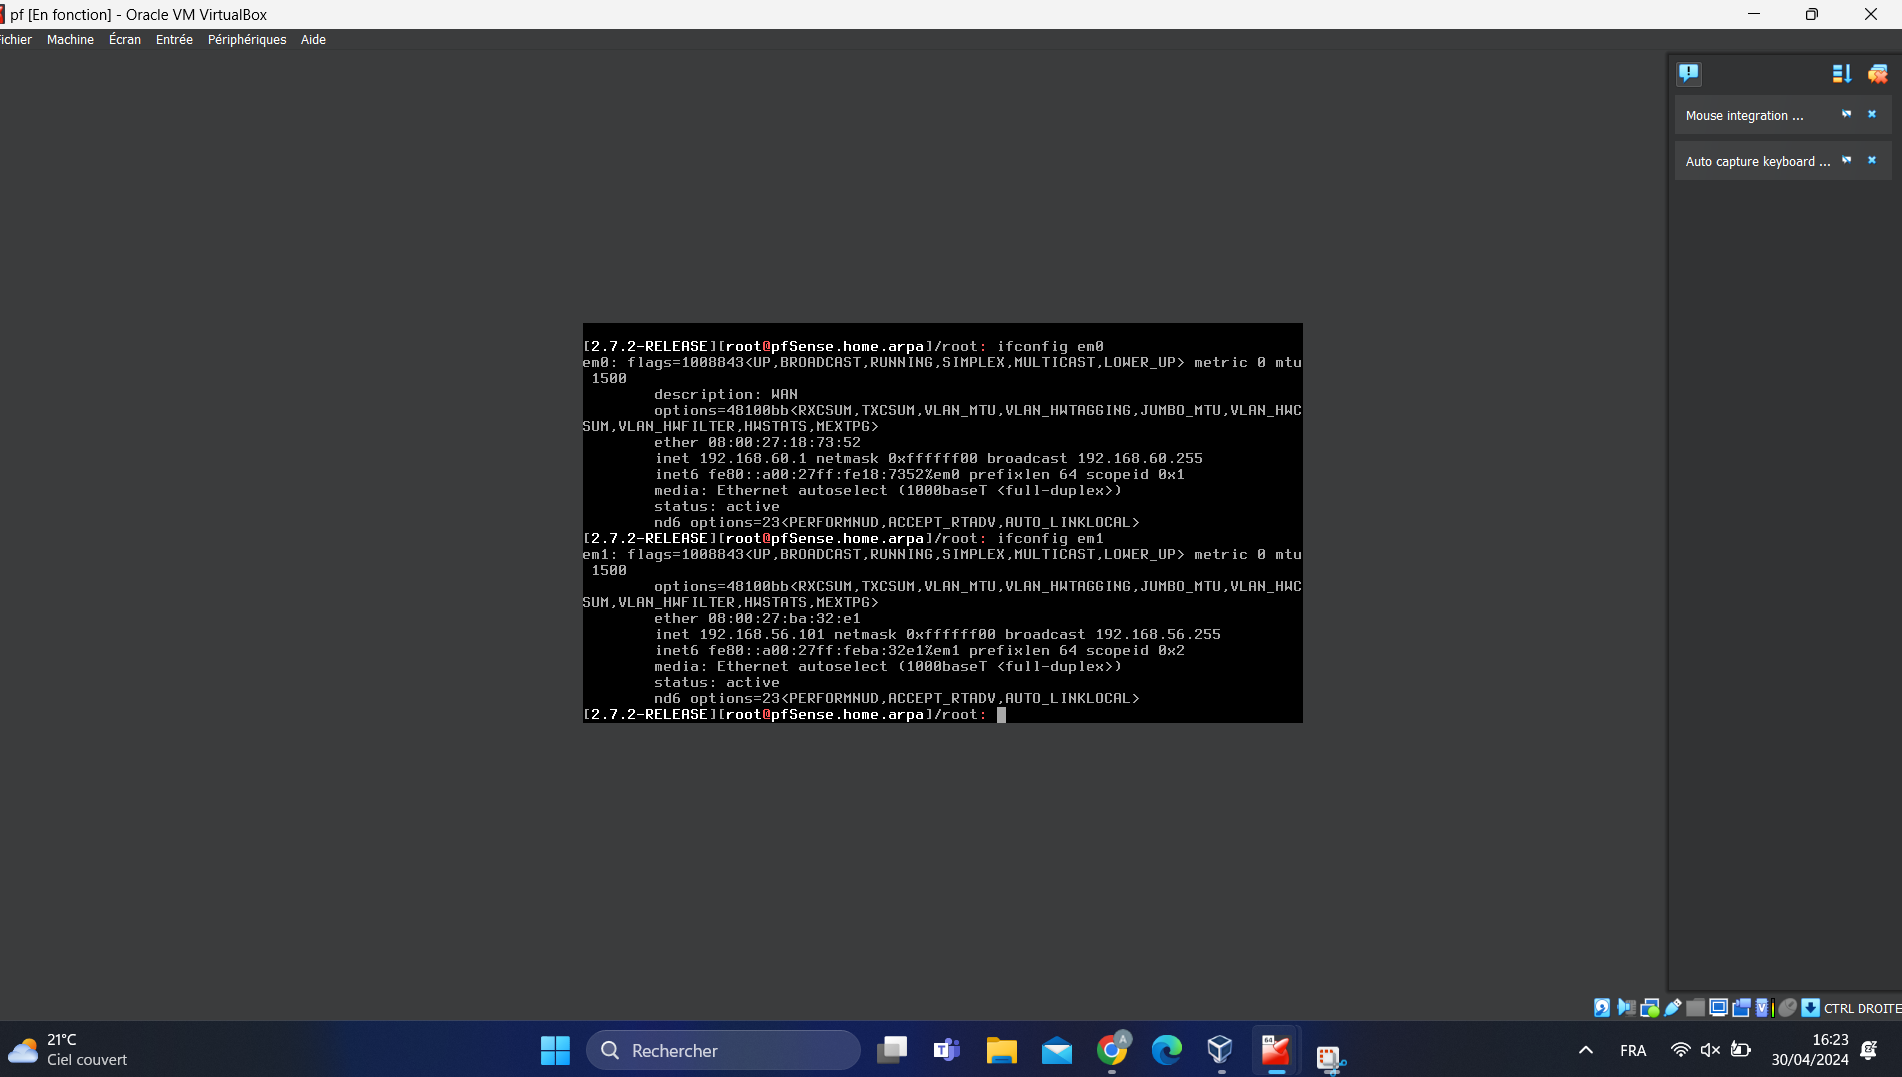 pf [En fonction] - Oracle VM VirtualBox
ichier Machine Écran Entrée Périphériques Aide
Mouse integration ...
Auto capture keyboard ...
[2.7.2-RELEASE][root@pfSense.home.arpa]/root: ifconfig em0
em0: flags=1008843<UP,BROADCAST,RUNNING,SIMPLEX,MULTICAST,LOWER_UP> metric 0 mtu
1500
description: WAN
options=48100bb<RXCSUM,TXCSUM,VLAN_MTU,VLAN_HWTAGGING,JUMBO_MTU,VLAN_HWC
SUM,VLAN_HWFILTER,HWSTATS,MEXTPG>
ether 08:00:27:18:73:52
inet 192.168.60.1 netmask 0xffffff00 broadcast 192.168.60.255
inet6 fe80::a00:27ff:fe18:7352%em0 prefixlen 64 scopeid 0x1
media: Ethernet autoselect (1000baseT <full-duplex>)
status: active
nd6 options=23<PERFORMNUD,ACCEPT_RTADV,AUTO_LINKLOCAL>
[2.7.2-RELEASE][root@pfSense.home.arpa]/root: ifconfig em1
em1: flags=1008843<UP,BROADCAST,RUNNING,SIMPLEX,MULTICAST,LOWER_UP> metric 0 mtu
1500
options=48100bb<RXCSUM,TXCSUM,VLAN_MTU,VLAN_HWTAGGING,JUMBO_MTU,VLAN_HWC
SUM,VLAN_HWFILTER,HWSTATS,MEXTPG>
ether 08:00:27:ba:32:e1
inet 192.168.56.101 netmask 0xffffff00 broadcast 192.168.56.255
inet6 fe80::a00:27ff:feba:32e1%em1 prefixlen 64 scopeid 0x2
media: Ethernet autoselect (1000baseT <full-duplex>)
status: active
nd6 options=23<PERFORMNUD,ACCEPT_RTADV,AUTO_LINKLOCAL>
[2.7.2-RELEASE][root@pfSense.home.arpa]/root:
CTRL DROITE
21°C
Ciel couvert
Rechercher
A
64
FRA
16:23
30/04/2024